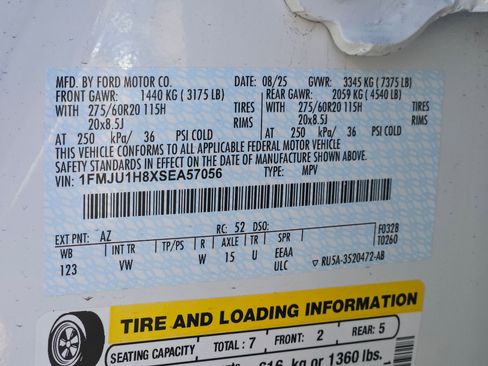 MFD. BY FORD MOTOR CO.
DATE: 08/25 GVWR: 3345 KG ( 7375 LB)
FRONT GAWR: 1440 KG ( 3175 LB) REAR GAWR: 2059 KG ( 4540 LB)
WITH 275/60R20 115H TIRES WITH 275/60R20 115H TIRES
20x8.5J RIMS 20x8.5J RIMS
AT 250 kPa/ 36 PSI COLD AT 250 kPa/ 36 PSI COLD
THIS VEHICLE CONFORMS TO ALL APPLICABLE FEDERAL MOTOR VEHICLE
SAFETY STANDARDS IN EFFECT ON THE DATE OF MANUFACTURE SHOWN ABOVE.
VIN: 1FMJU1H8XSEA57056 TYPE: MPV
EXT PNT: AZ RC: 52 DSO: F0328
WB INT TR TP/PS R AXLE TR SPR T0260
123 VW W 15 U EEAA
ULC ▽ RU5A-3520472-AB
TIRE AND LOADING INFORMATION
SEATING CAPACITY TOTAL: 7 FRONT: 2 REAR: 5
616 kg or 1360 lbs.